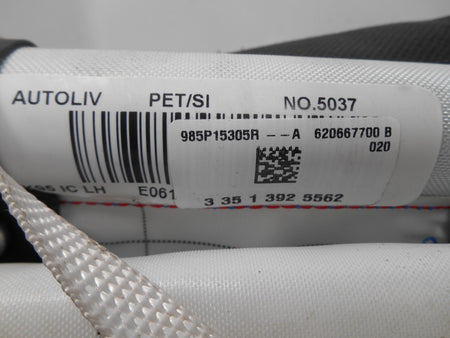 AUTOLIV PET/SI NO.5037
985P15305R --A 620667700 B
020
IC LH E061
3 35 1 392 5562